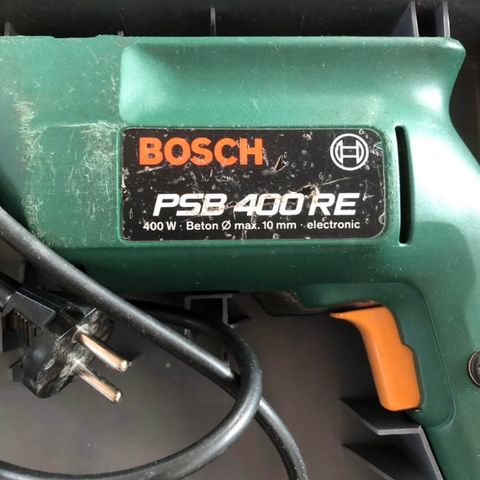 BOSCH
PSB 400 RE
400 W · Beton Ø max. 10 mm · electronic